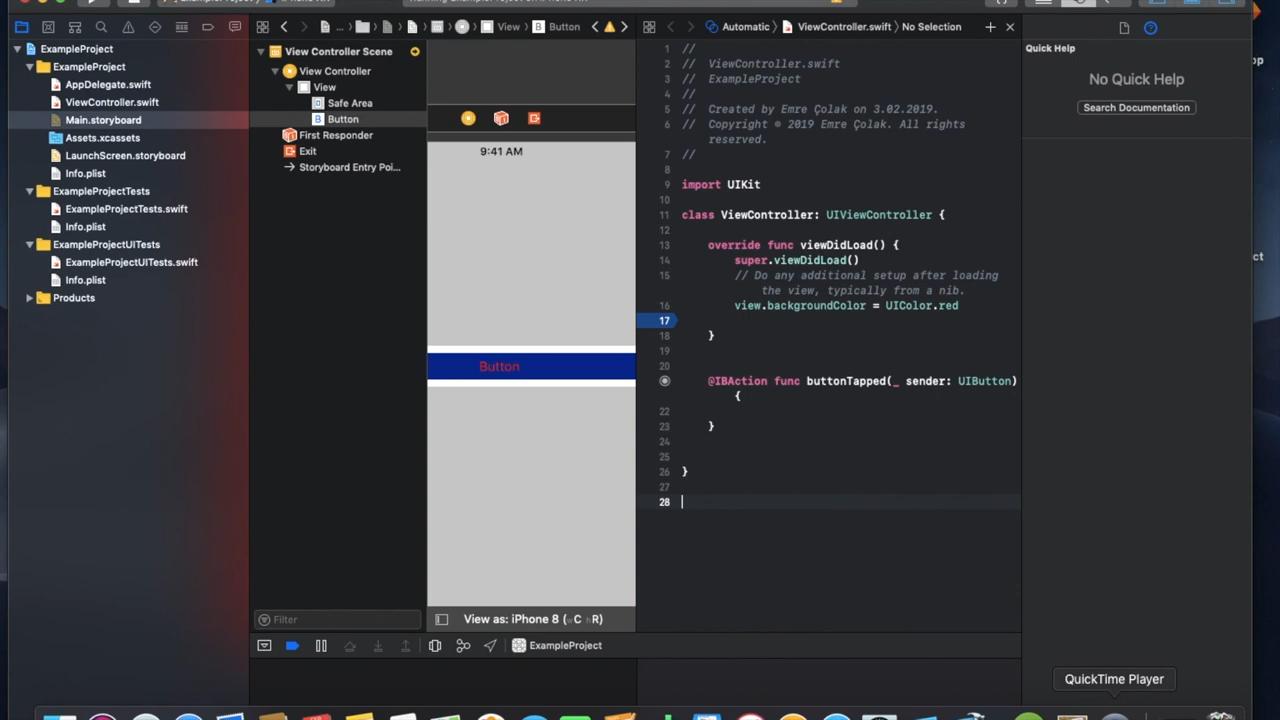 ExampleProject
View
Button
Automatic
ViewController.swift
No Selection
ExampleProject
ExampleProject
AppDelegate.swift
ViewController.swift
Main.storyboard
Assets.xcassets
LaunchScreen.storyboard
Info.plist
ExampleProjectTests
ExampleProjectTests.swift
Info.plist
ExampleProjectUITests
ExampleProjectUITests.swift
Info.plist
Products
View Controller Scene
View Controller
View
Safe Area
Button
First Responder
Exit
Storyboard Entry Poi...
Filter
9:41 AM
Button
View as: iPhone 8 (wC hR)
1 //
2 // ViewController.swift
3 // ExampleProject
4 //
5 // Created by Emre Çolak on 3.02.2019.
6 // Copyright © 2019 Emre Çolak. All rights
reserved.
7 //
8
9 import UIKit
10
11 class ViewController: UIViewController {
12
13 override func viewDidLoad() {
14 super.viewDidLoad()
15 // Do any additional setup after loading
the view, typically from a nib.
16 view.backgroundColor = UIColor.red
17
18 }
19
20
@IBAction func buttonTapped(_ sender: UIButton)
{
22
23 }
24
25
26 }
27
28
Quick Help
No Quick Help
Search Documentation
ExampleProject
QuickTime Player